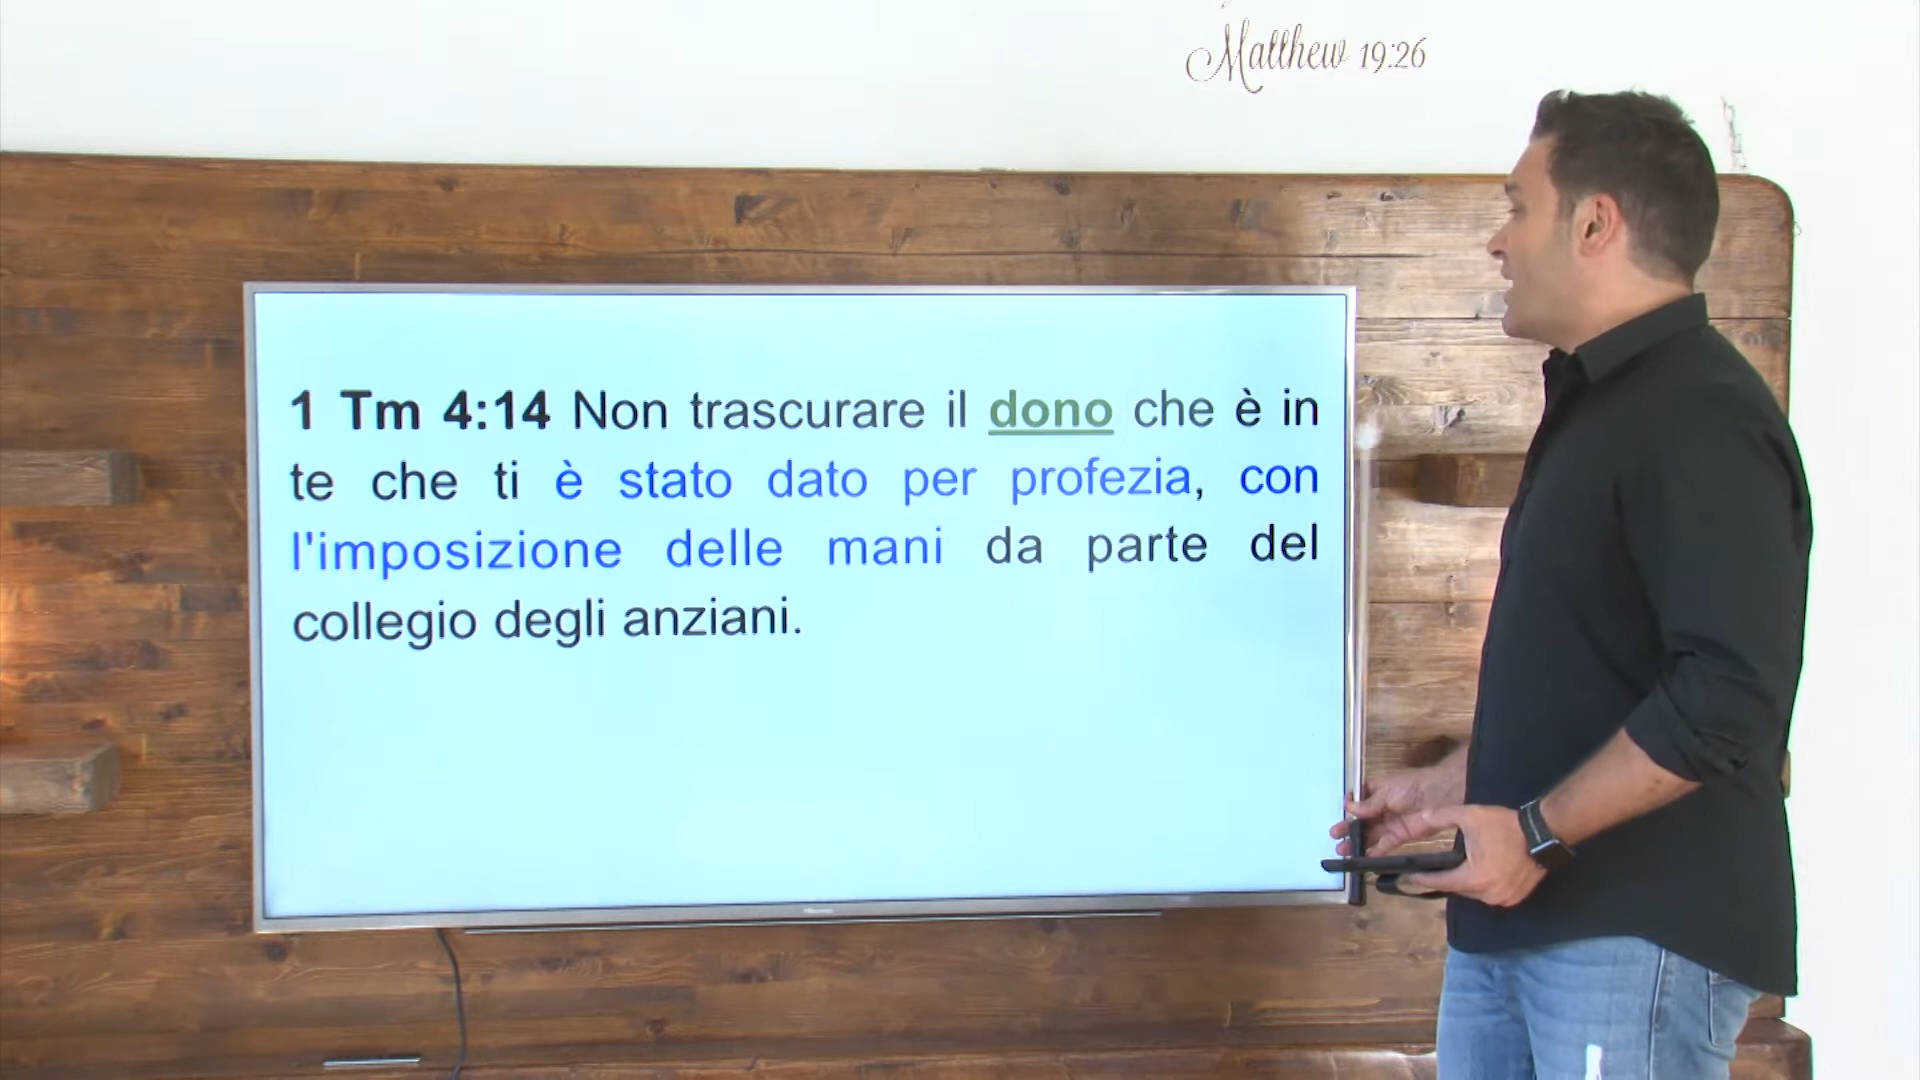 Matthew 19:26
1 Tm 4:14 Non trascurare il dono che è in
te che ti è stato dato per profezia, con
l'imposizione delle mani da parte del
collegio degli anziani.